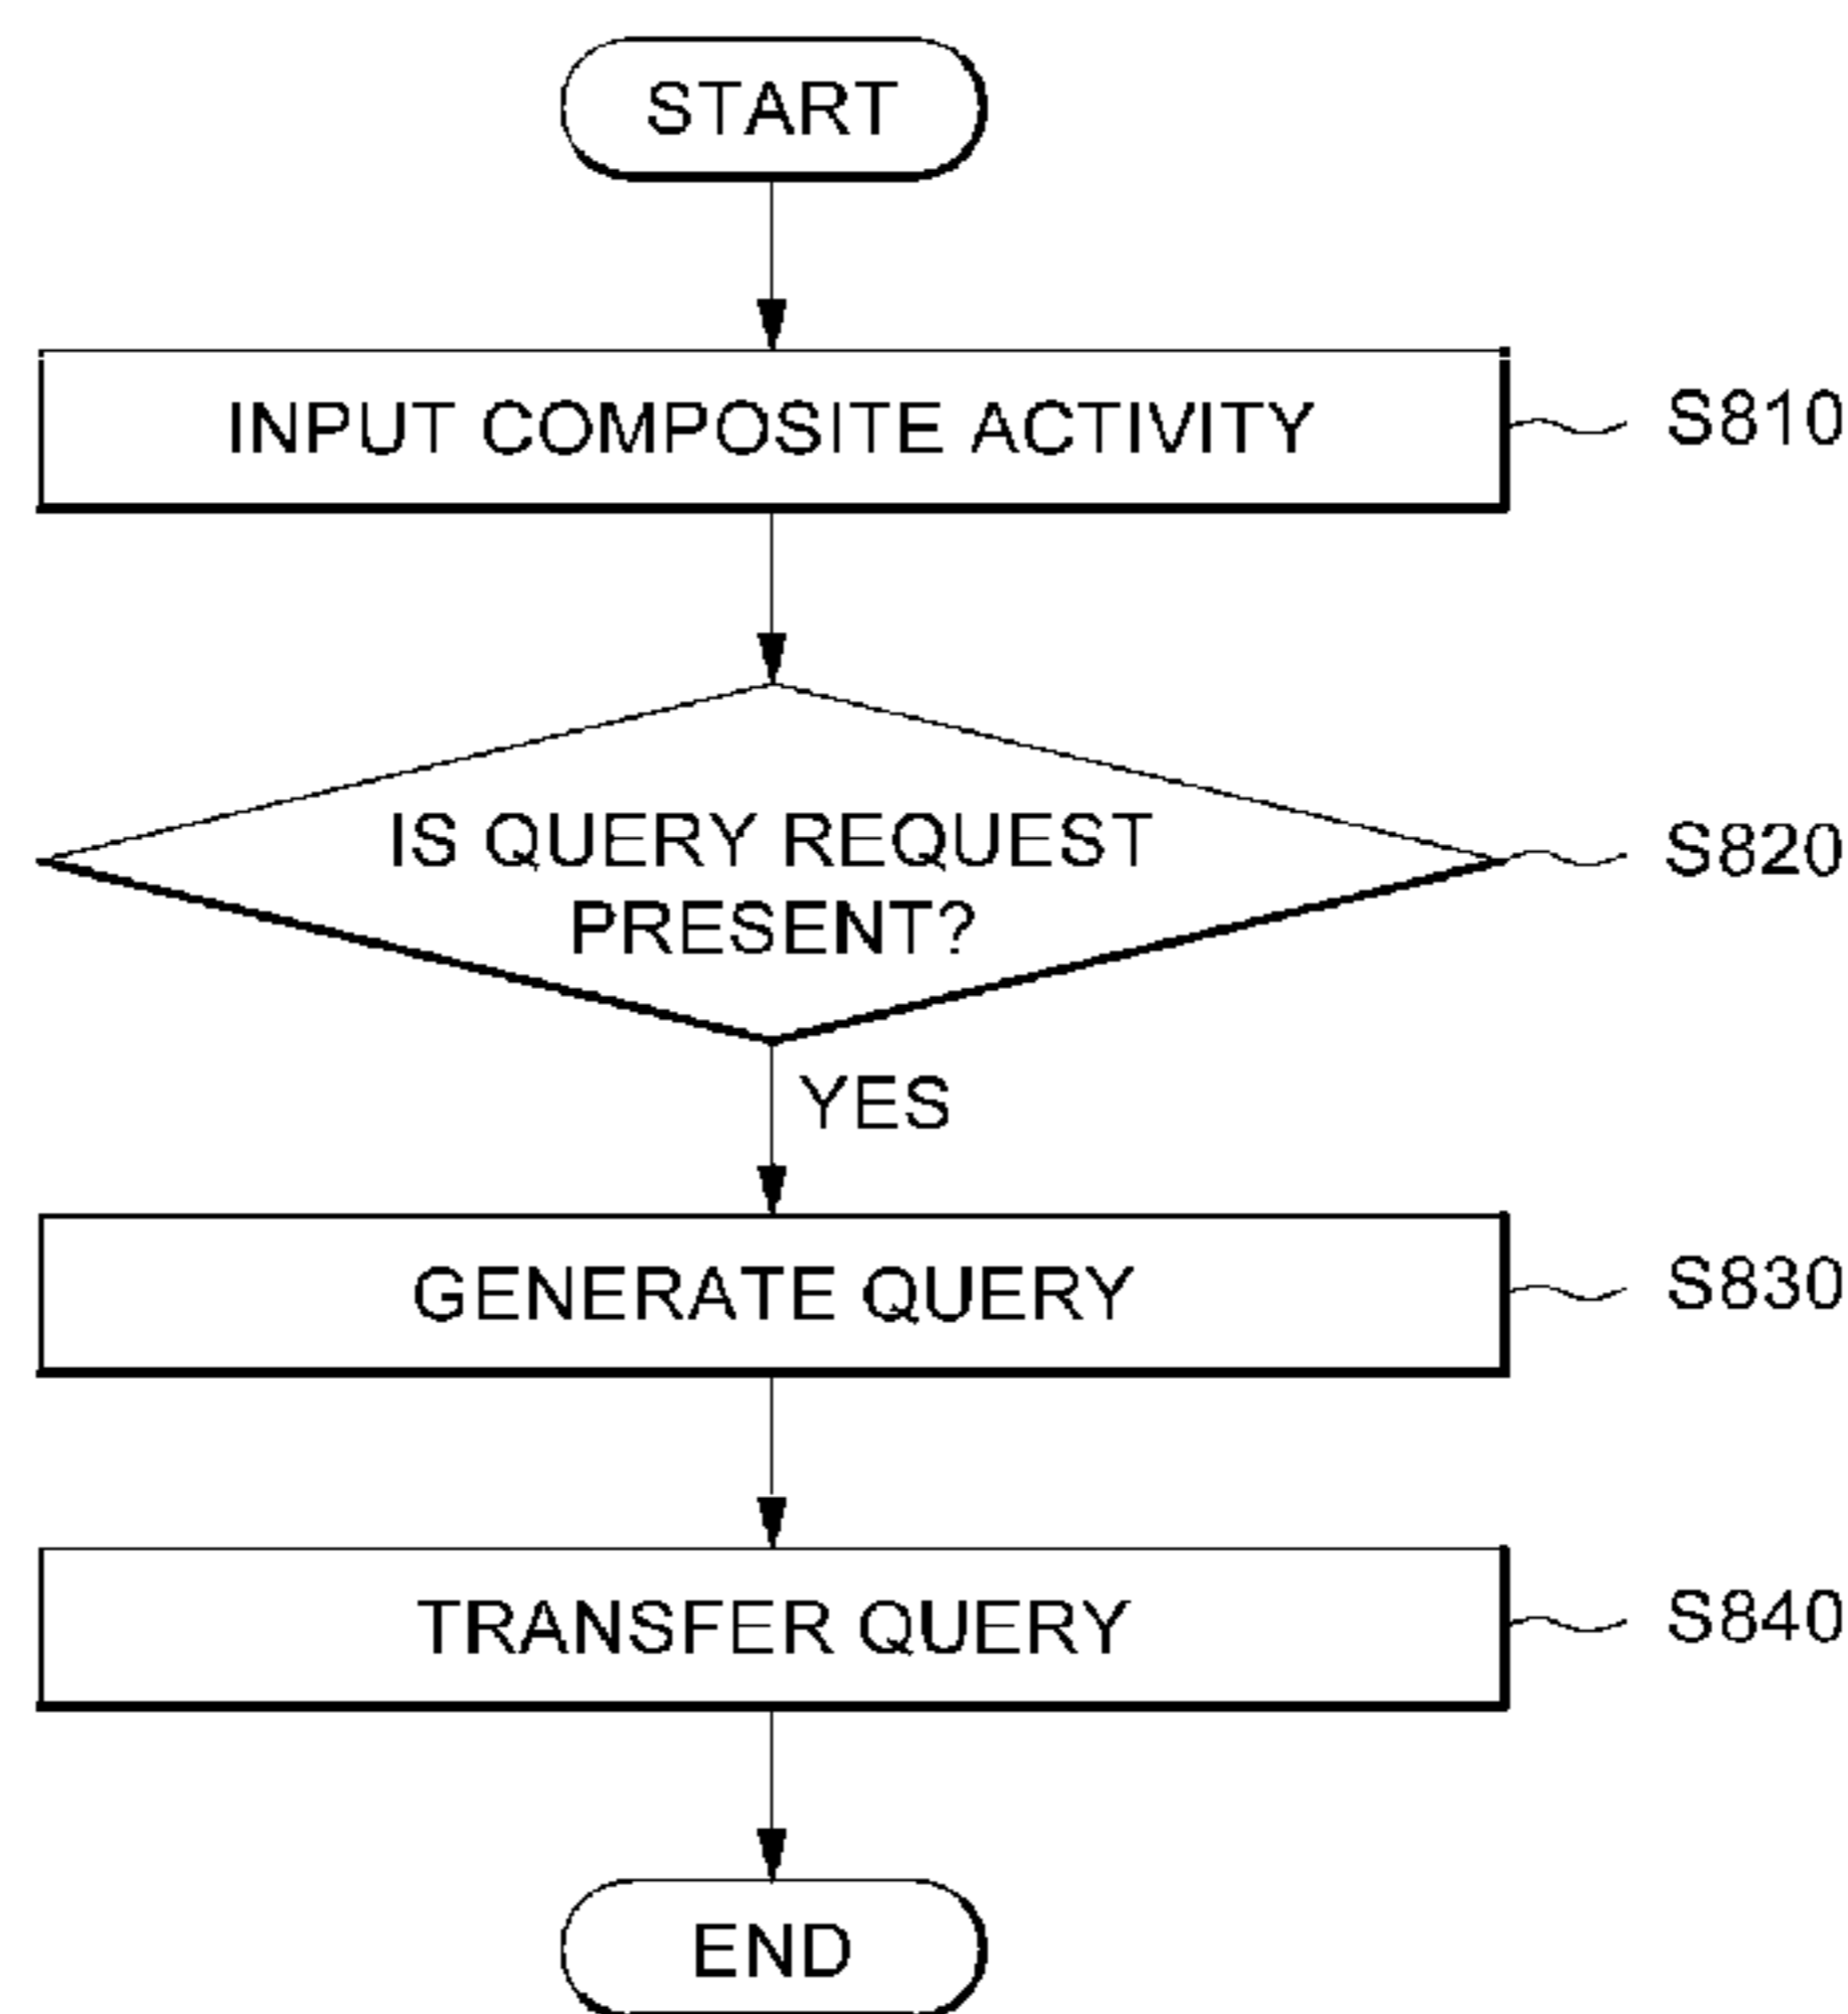 START
INPUT COMPOSITE ACTIVITY
S810
IS QUERY REQUEST
PRESENT?
S820
YES
GENERATE QUERY
S830
TRANSFER QUERY
S840
END